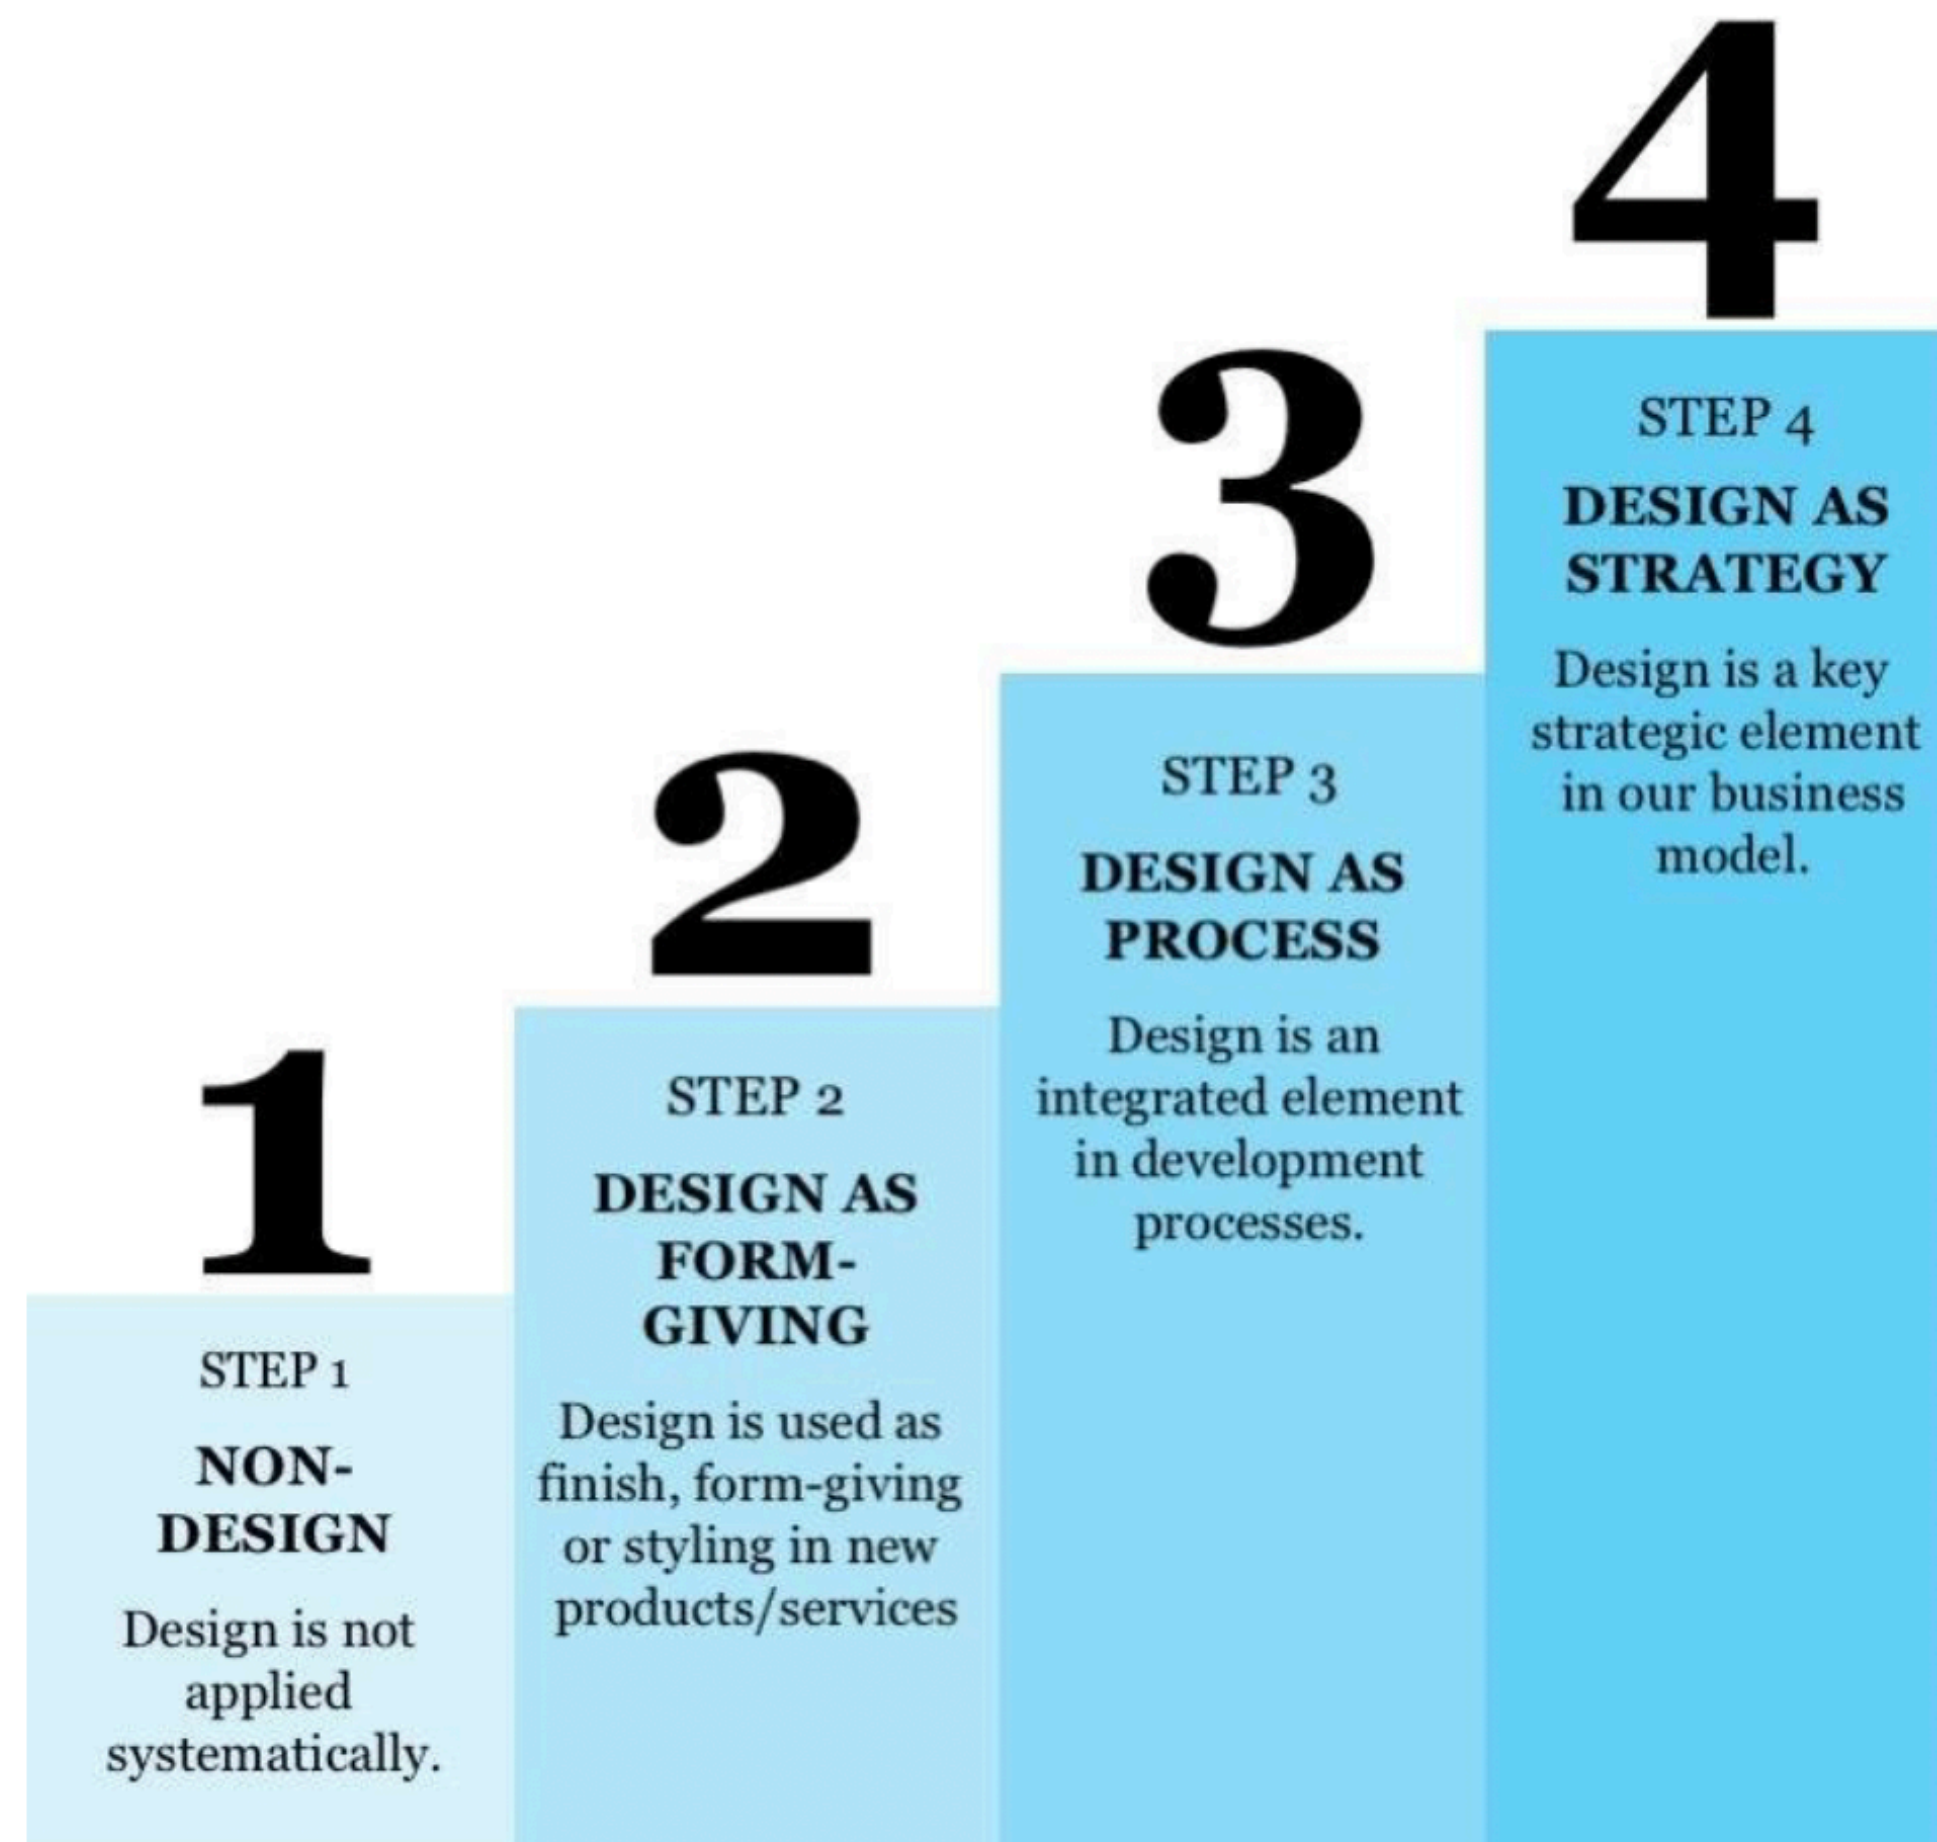 1
STEP 1
NON-
DESIGN
Design is not
applied
systematically.
2
STEP 2
DESIGN AS
FORM-
GIVING
Design is used as
finish, form-giving
or styling in new
products/services
3
STEP 3
DESIGN AS
PROCESS
Design is an
integrated element
in development
processes.
4
STEP 4
DESIGN AS
STRATEGY
Design is a key
strategic element
in our business
model.